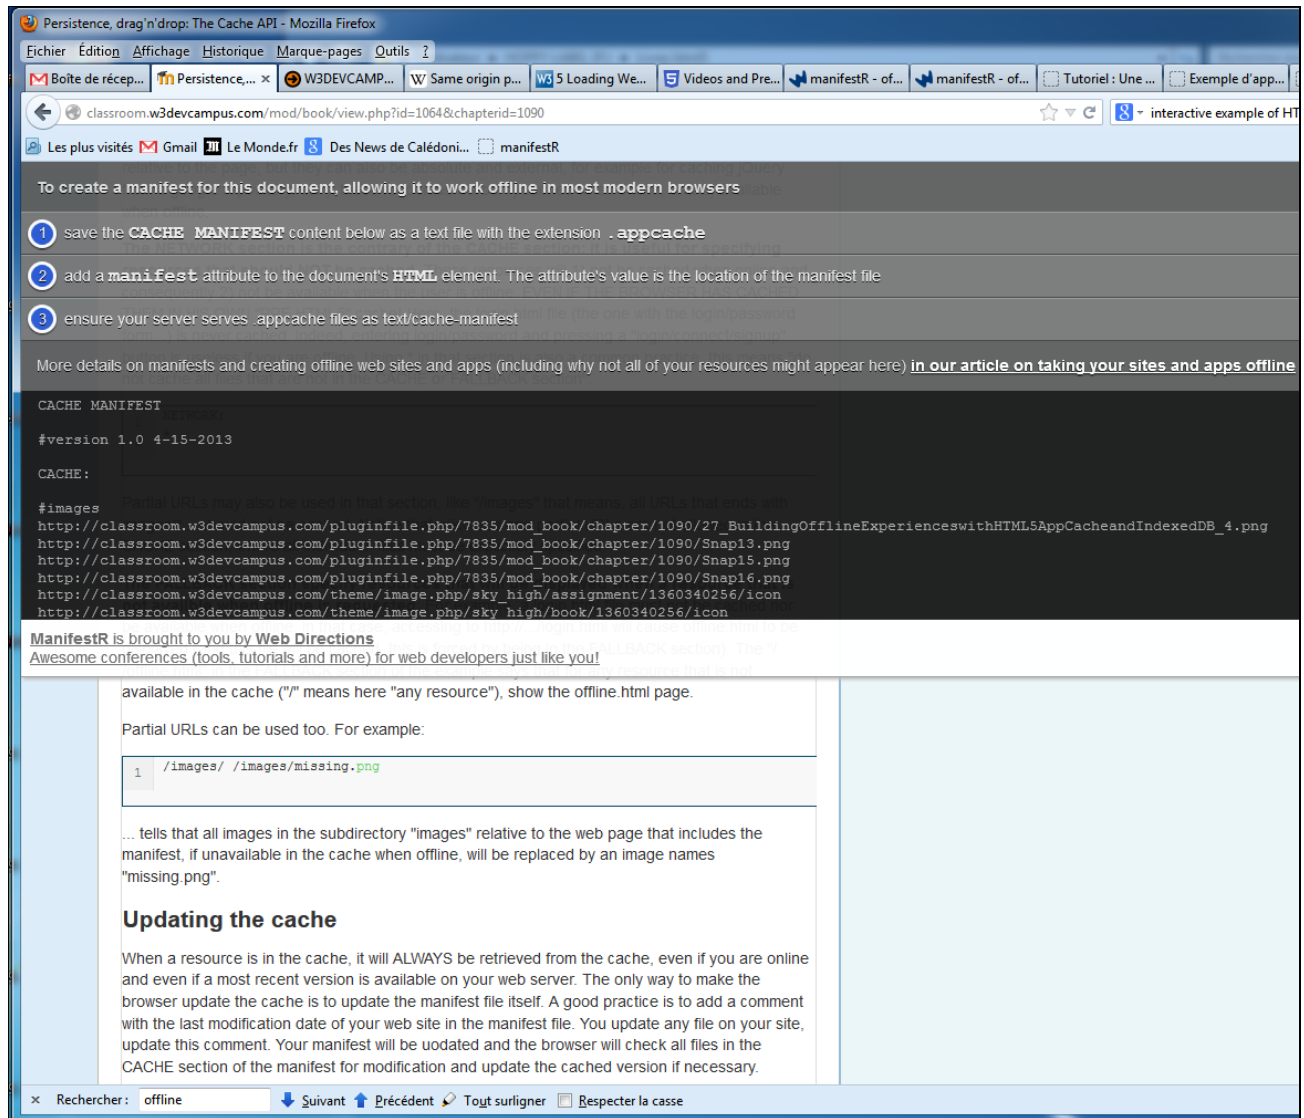 Persistence, drag'n'drop: The Cache API - Mozilla Firefox
Fichier Édition Affichage Historique Marque-pages Outils ?
Boîte de récep... Persistence,... × W3DEVCAMP... Same origin p... 5 Loading We... Videos and Pre... manifestR - of... manifestR - of... Tutoriel : Une ... Exemple d'app...
classroom.w3devcampus.com/mod/book/view.php?id=1064&chapterid=1090 interactive example of HT
Les plus visités Gmail Le Monde.fr Des News de Calédoni... manifestR
To create a manifest for this document, allowing it to work offline in most modern browsers
1 save the CACHE MANIFEST content below as a text file with the extension .appcache
2 add a manifest attribute to the document's HTML element. The attribute's value is the location of the manifest file
3 ensure your server serves .appcache files as text/cache-manifest
More details on manifests and creating offline web sites and apps (including why not all of your resources might appear here) in our article on taking your sites and apps offline
CACHE MANIFEST
#version 1.0 4-15-2013
CACHE:
#images
http://classroom.w3devcampus.com/pluginfile.php/7835/mod_book/chapter/1090/27_BuildingOfflineExperienceswithHTML5AppCacheandIndexedDB_4.png
http://classroom.w3devcampus.com/pluginfile.php/7835/mod_book/chapter/1090/Snap13.png
http://classroom.w3devcampus.com/pluginfile.php/7835/mod_book/chapter/1090/Snap15.png
http://classroom.w3devcampus.com/pluginfile.php/7835/mod_book/chapter/1090/Snap16.png
http://classroom.w3devcampus.com/theme/image.php/sky_high/assignment/1360340256/icon
http://classroom.w3devcampus.com/theme/image.php/sky_high/book/1360340256/icon
ManifestR is brought to you by Web Directions
Awesome conferences (tools, tutorials and more) for web developers just like you!
available in the cache ("/" means here "any resource"), show the offline.html page.
Partial URLs can be used too. For example:
1 /images/ /images/missing.png
... tells that all images in the subdirectory "images" relative to the web page that includes the
manifest, if unavailable in the cache when offline, will be replaced by an image names
"missing.png".
Updating the cache
When a resource is in the cache, it will ALWAYS be retrieved from the cache, even if you are online
and even if a most recent version is available on your web server. The only way to make the
browser update the cache is to update the manifest file itself. A good practice is to add a comment
with the last modification date of your web site in the manifest file. You update any file on your site,
update this comment. Your manifest will be uodated and the browser will check all files in the
CACHE section of the manifest for modification and update the cached version if necessary.
× Rechercher : offline Suivant Précédent Tout surligner Respecter la casse